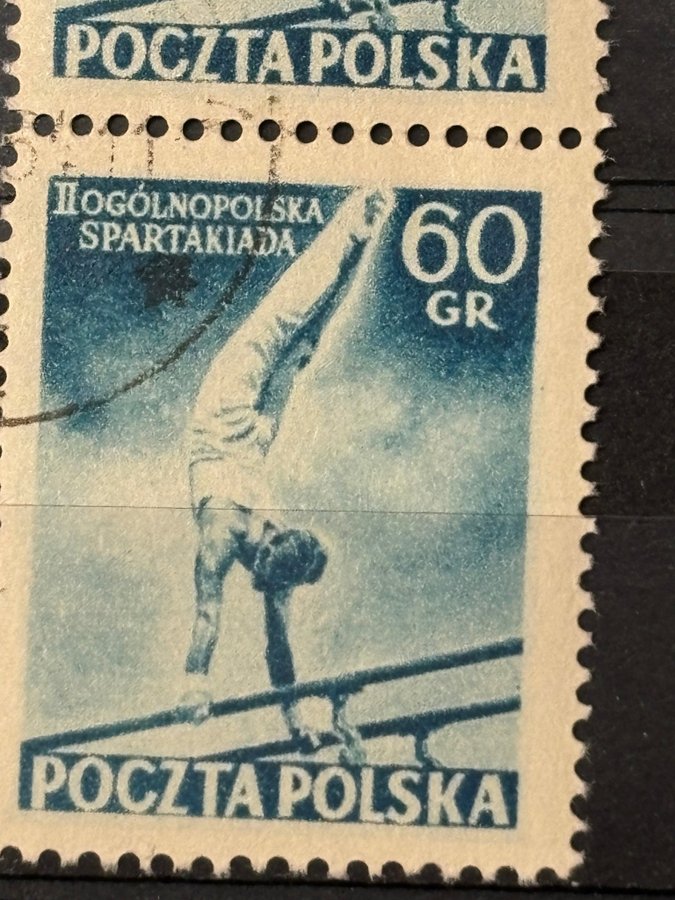 POCZTA POLSKA
II OGÓLNOPOLSKA
SPARTAKIADA
60
GR
POCZTA POLSKA